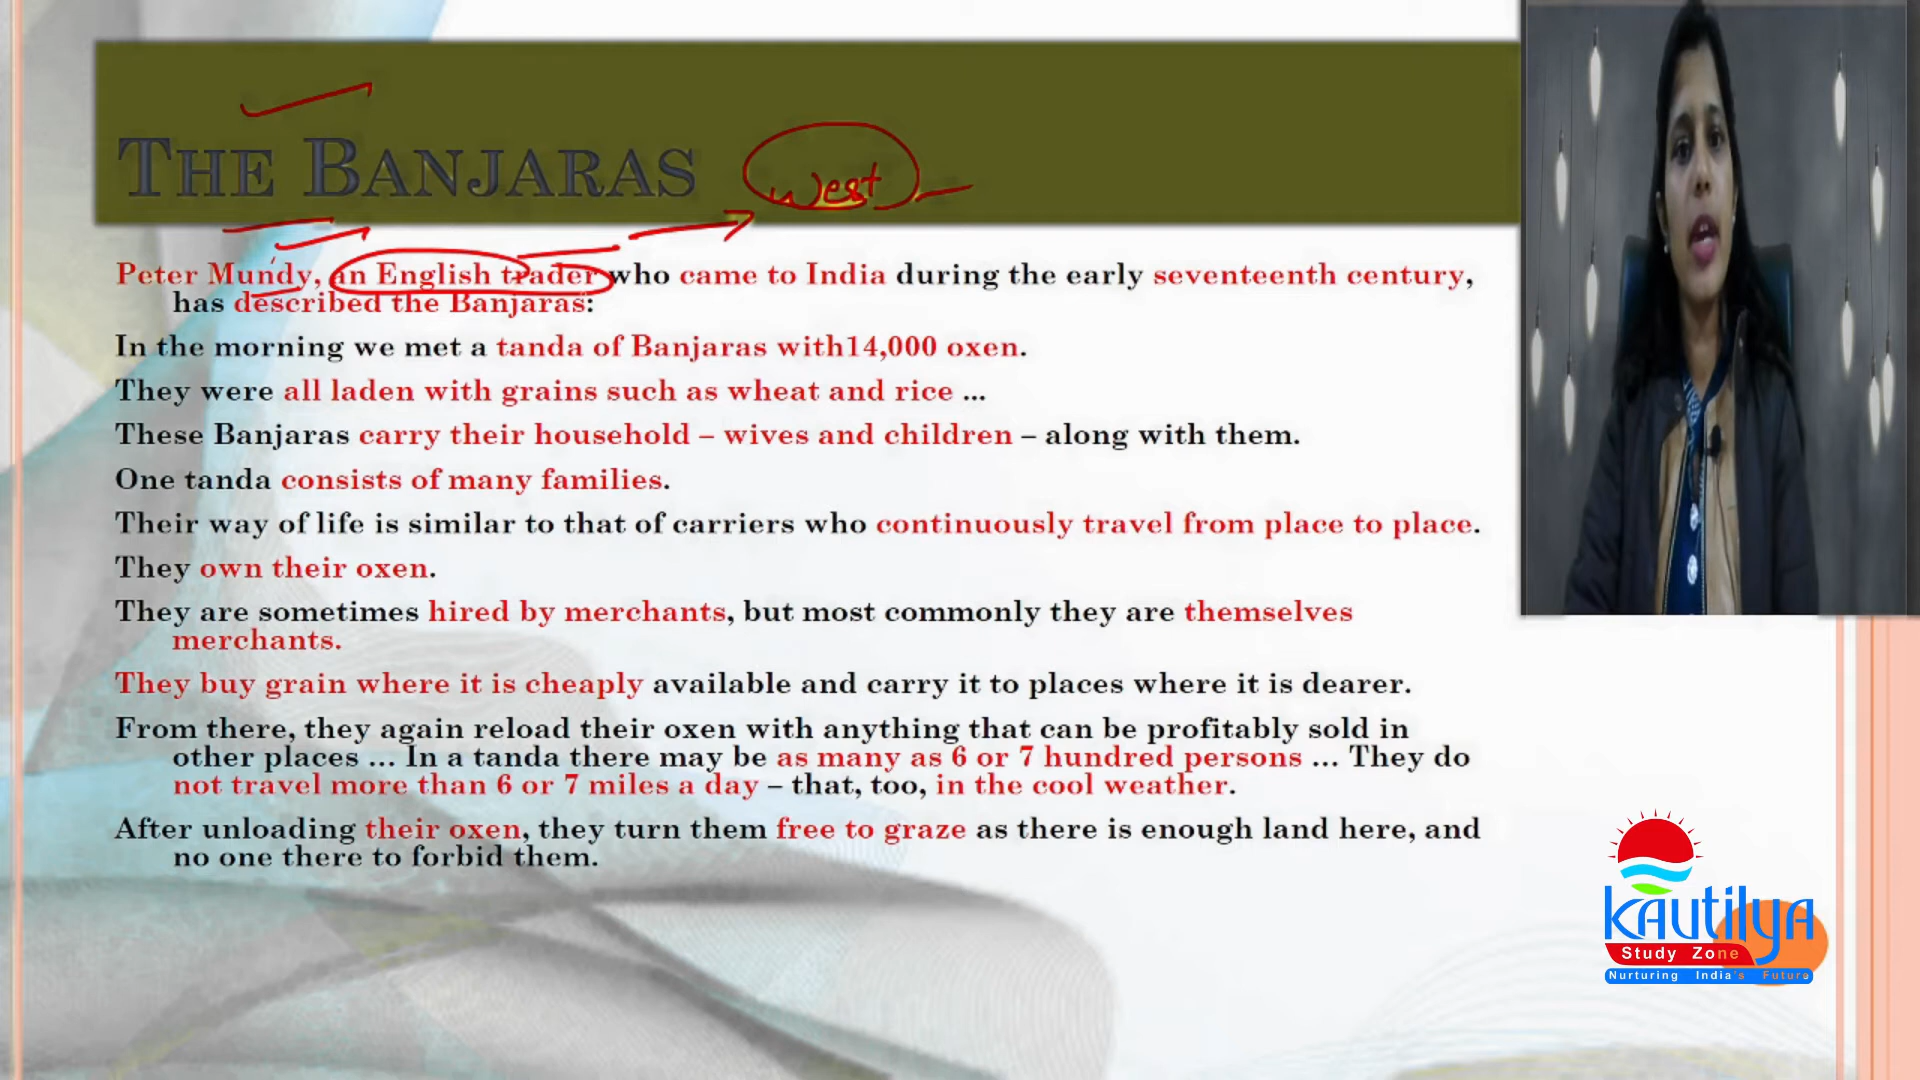 THE BANJARAS
West
Peter Mundy, an English trader who came to India during the early seventeenth century,
has described the Banjaras:
In the morning we met a tanda of Banjaras with14,000 oxen.
They were all laden with grains such as wheat and rice ...
These Banjaras carry their household – wives and children – along with them.
One tanda consists of many families.
Their way of life is similar to that of carriers who continuously travel from place to place.
They own their oxen.
They are sometimes hired by merchants, but most commonly they are themselves
merchants.
They buy grain where it is cheaply available and carry it to places where it is dearer.
From there, they again reload their oxen with anything that can be profitably sold in
other places ... In a tanda there may be as many as 6 or 7 hundred persons ... They do
not travel more than 6 or 7 miles a day – that, too, in the cool weather.
After unloading their oxen, they turn them free to graze as there is enough land here, and
no one there to forbid them.
Kautilya
Study Zone
Nurturing India's Future